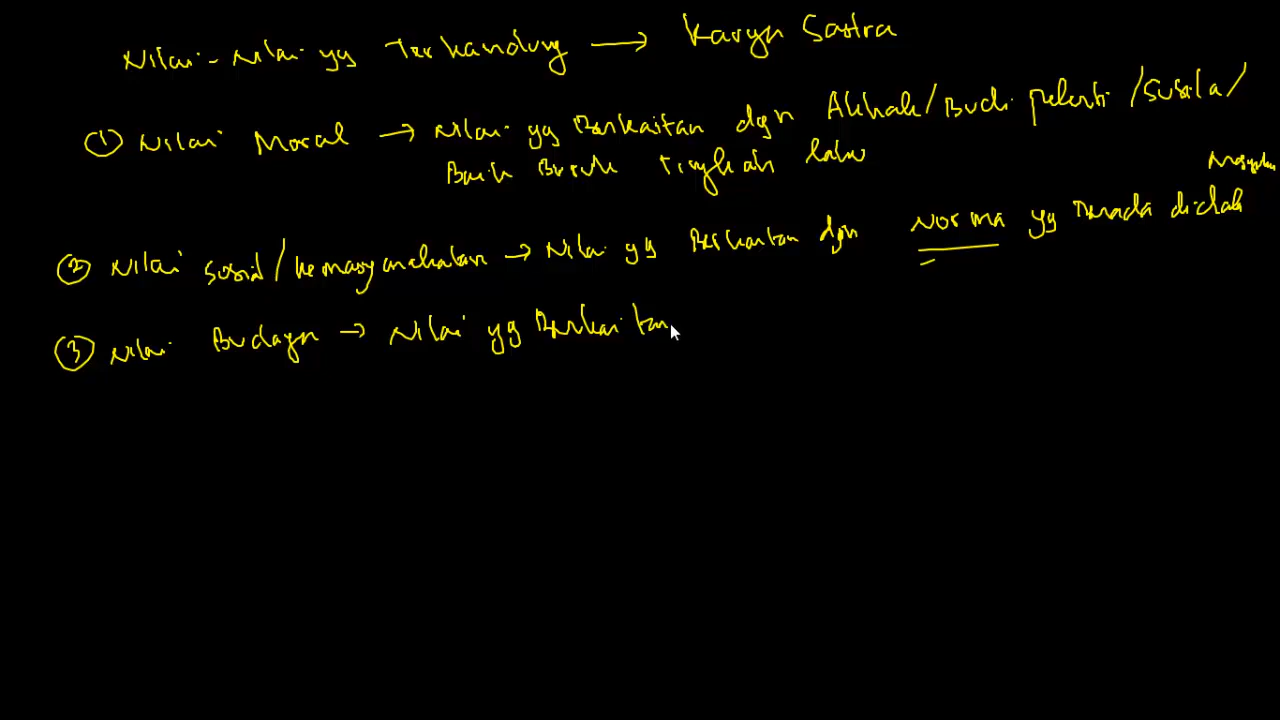 Nilai-nilai yg Terkandung → Karya Sastra
① Nilai Moral → Nilai yg Berkaitan dgn Akhlak/Budi pekerti/Susila/
Baik Buruk Tingkah laku
② Nilai sosial/kemasyarakatan → Nilai yg Berkaitan dgn Norma yg Berada
③ Nilai Budaya → Nilai yg Berkaitan